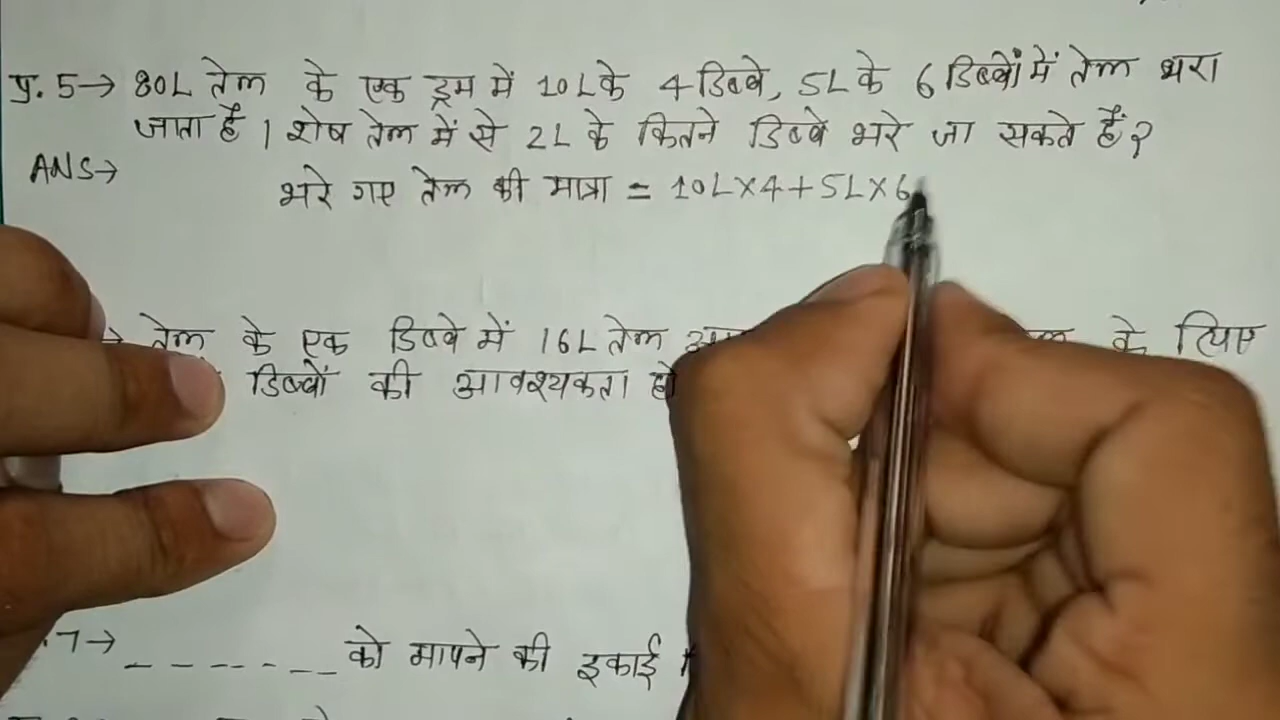 प्र. 5→ 80L तेल के एक ड्रम में 10L के 4 डिब्बे, 5L के 6 डिब्बों में तेल भरा
जाता है। शेष तेल में से 2L के कितने डिब्बे भरे जा सकते हैं?
ANS→
भरे गए तेल की मात्रा = 10L×4+5L×6
→ तेल के एक डिब्बे में 16L तेल के लिए
डिब्बों की आवश्यकता हो
.7→ ------ को मापने की इकाई